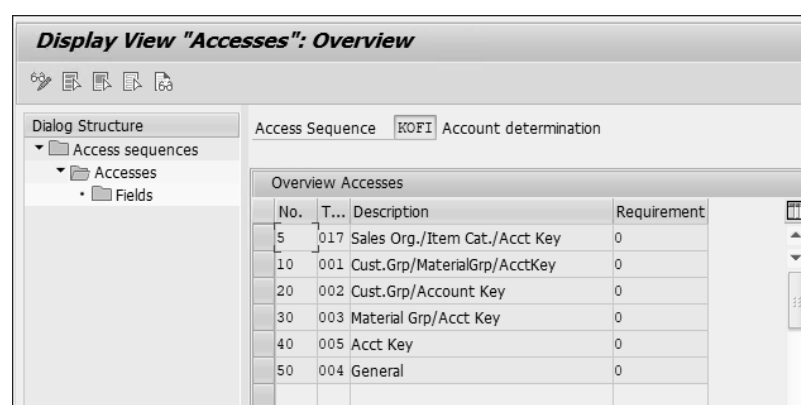 Display View "Accesses": Overview
Dialog Structure
Access sequences
Accesses
Fields
Access Sequence KOFI Account determination
Overview Accesses
No. T... Description Requirement
5 017 Sales Org./Item Cat./Acct Key 0
10 001 Cust.Grp/MaterialGrp/AcctKey 0
20 002 Cust.Grp/Account Key 0
30 003 Material Grp/Acct Key 0
40 005 Acct Key 0
50 004 General 0